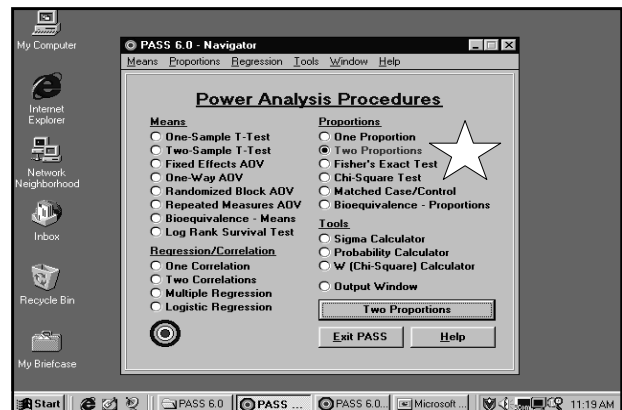 My Computer
Internet
Explorer
Network
Neighborhood
Inbox
Recycle Bin
My Briefcase
PASS 6.0 - Navigator
Means Proportions Regression Tools Window Help
Power Analysis Procedures
Means
One-Sample T-Test
Two-Sample T-Test
Fixed Effects AOV
One-Way AOV
Randomized Block AOV
Repeated Measures AOV
Bioequivalence - Means
Log Rank Survival Test
Regression/Correlation
One Correlation
Two Correlations
Multiple Regression
Logistic Regression
Proportions
One Proportion
Two Proportions
Fisher's Exact Test
Chi-Square Test
Matched Case/Control
Bioequivalence - Proportions
Tools
Sigma Calculator
Probability Calculator
W (Chi-Square) Calculator
Output Window
Two Proportions
Exit PASS Help
Start PASS 6.0 PASS ... PASS 6.0... Microsoft ... 11:19 AM